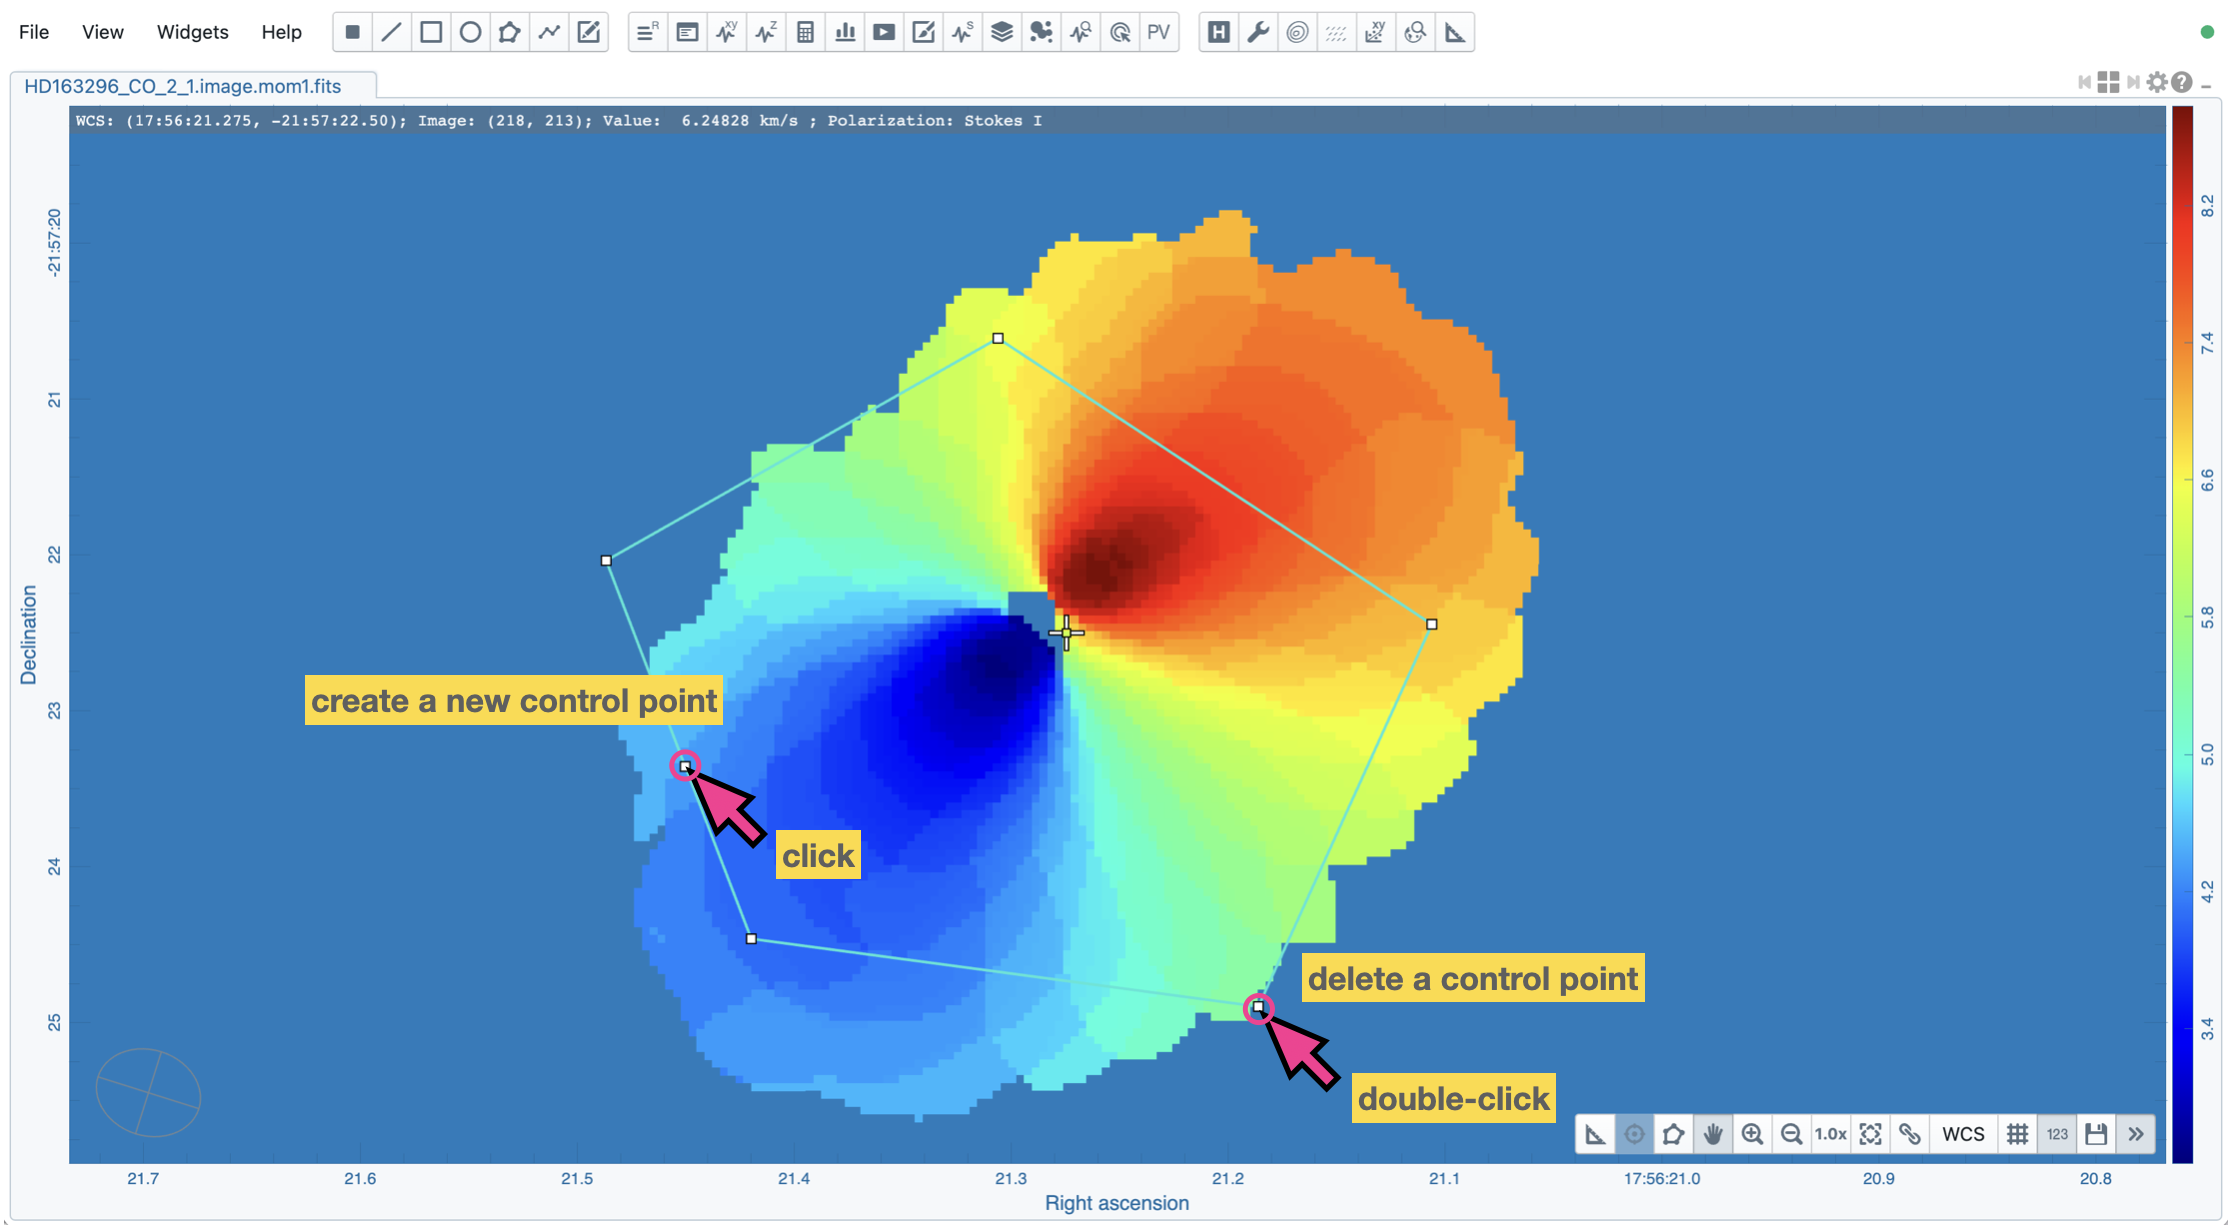 File View Widgets Help
R xy z s PV H xy
HD163296_CO_2_1.image.mom1.fits
WCS: (17:56:21.275, -21:57:22.50); Image: (218, 213); Value: 6.24828 km/s ; Polarization: Stokes I
Declination
-21:57:20
21
22
23
24
25
create a new control point
click
delete a control point
double-click
8.2
7.4
6.6
5.8
5.0
4.2
3.4
1.0x WCS 123
21.7 21.6 21.5 21.4 21.3 21.2 21.1 17:56:21.0 20.9 20.8
Right ascension